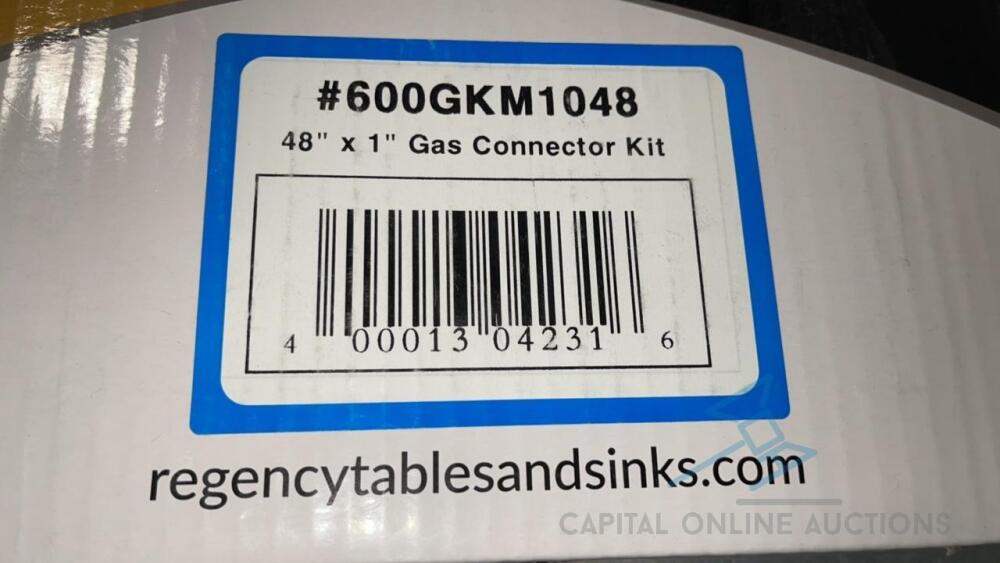 #600GKM1048
48" x 1" Gas Connector Kit
4 00013 04231 6
regencytablesandsinks.com
CAPITAL ONLINE AUCTIONS